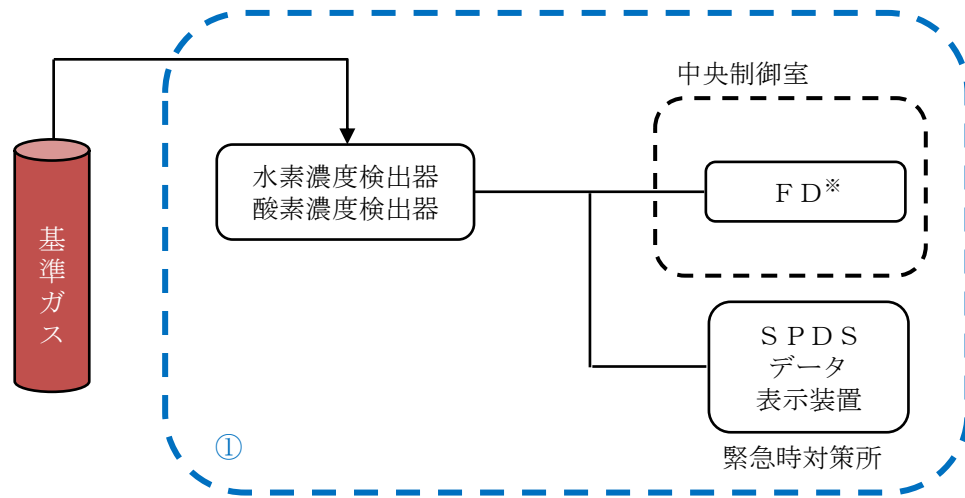 中央制御室
水素濃度検出器
酸素濃度検出器
ＦＤ※
基準ガス
ＳＰＤＳ
データ
表示装置
①
緊急時対策所